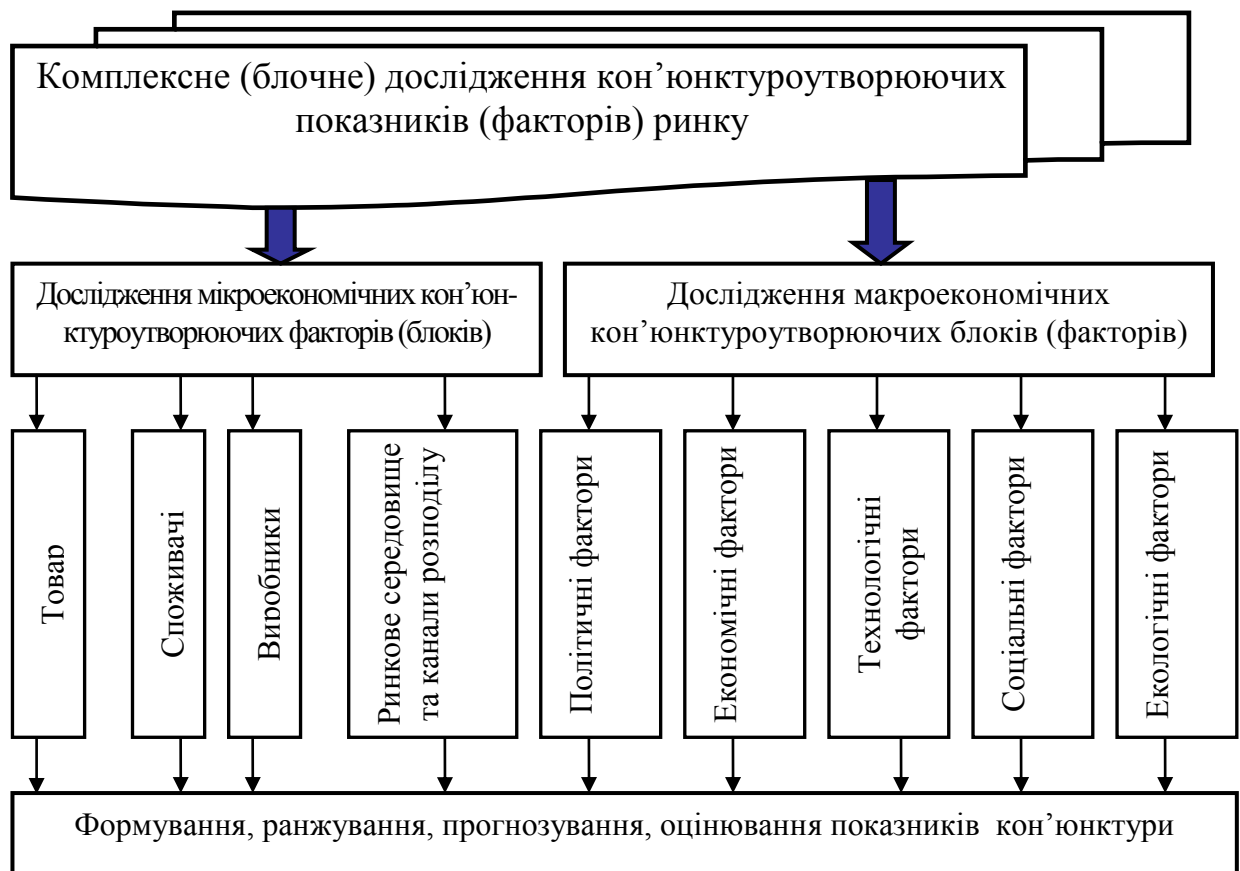 Комплексне (блочне) дослідження кон’юнктуроутворюючих
показників (факторів) ринку
Дослідження мікроекономічних кон’юн-
ктуроутворюючих факторів (блоків)
Дослідження макроекономічних
кон’юнктуроутворюючих блоків (факторів)
Товар
Споживачі
Виробники
Ринкове середовище
та канали розподілу
Політичні фактори
Економічні фактори
Технологічні
фактори
Соціальні фактори
Екологічні фактори
Формування, ранжування, прогнозування, оцінювання показників кон’юнктури